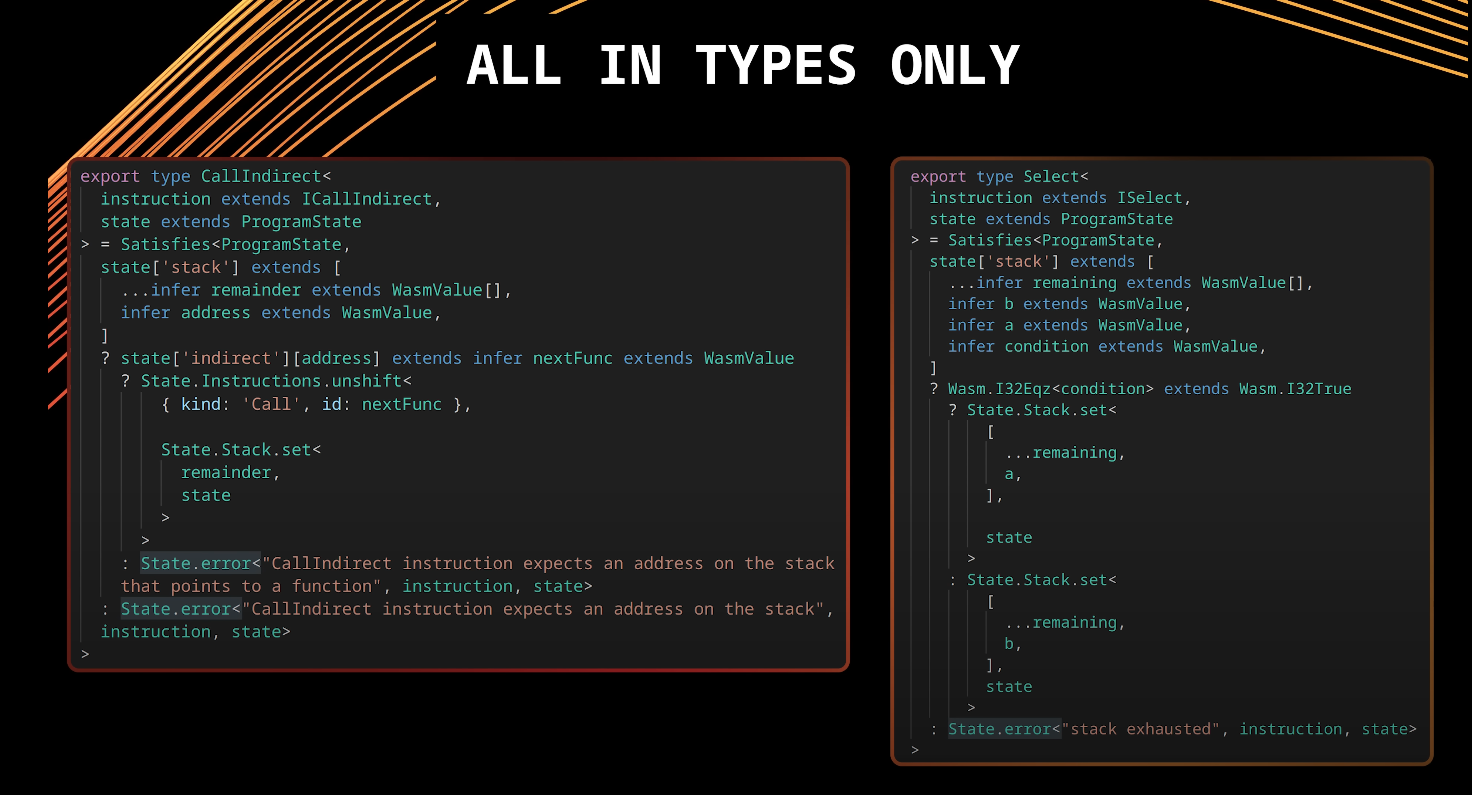 ALL IN TYPES ONLY
export type CallIndirect<
  instruction extends ICallIndirect,
  state extends ProgramState
> = Satisfies<ProgramState,
  state['stack'] extends [
    ...infer remainder extends WasmValue[],
    infer address extends WasmValue,
  ]
  ? state['indirect'][address] extends infer nextFunc extends WasmValue
    ? State.Instructions.unshift<
        { kind: 'Call', id: nextFunc },

        State.Stack.set<
          remainder,
          state
        >
      >
    : State.error<"CallIndirect instruction expects an address on the stack
    that points to a function", instruction, state>
  : State.error<"CallIndirect instruction expects an address on the stack",
  instruction, state>
>
export type Select<
  instruction extends ISelect,
  state extends ProgramState
> = Satisfies<ProgramState,
  state['stack'] extends [
    ...infer remaining extends WasmValue[],
    infer b extends WasmValue,
    infer a extends WasmValue,
    infer condition extends WasmValue,
  ]
  ? Wasm.I32Eqz<condition> extends Wasm.I32True
    ? State.Stack.set<
        [
          ...remaining,
          a,
        ],

        state
      >
    : State.Stack.set<
        [
          ...remaining,
          b,
        ],
        state
      >
  : State.error<"stack exhausted", instruction, state>
>